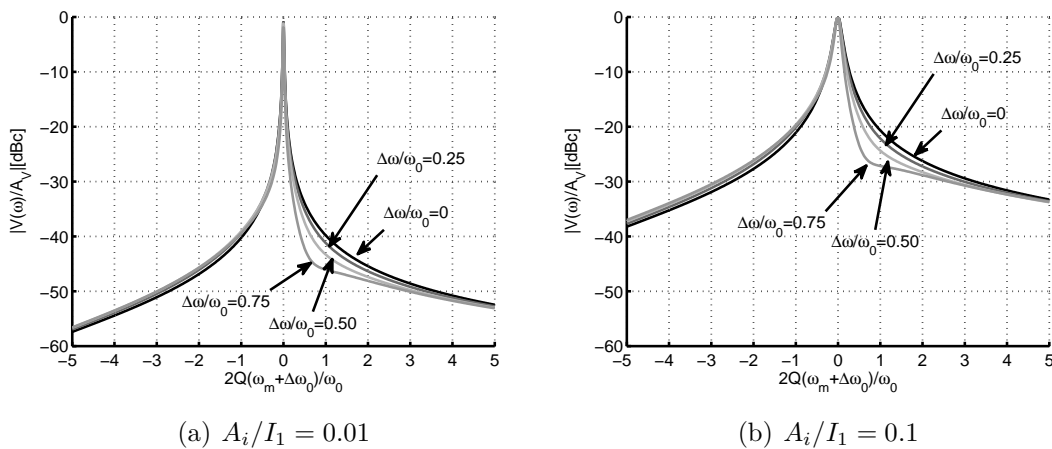 0
−10
−20
−30
−40
−50
−60
|V(ω)/A_V|[dBc]
Δω/ω_0=0.25
Δω/ω_0=0
Δω/ω_0=0.75
Δω/ω_0=0.50
−5 −4 −3 −2 −1 0 1 2 3 4 5
2Q(ω_m+Δω_0)/ω_0
(a) A_i/I_1 = 0.01
0
−10
−20
−30
−40
−50
−60
|V(ω)/A_V|[dBc]
Δω/ω_0=0.25
Δω/ω_0=0
Δω/ω_0=0.75
Δω/ω_0=0.50
−5 −4 −3 −2 −1 0 1 2 3 4 5
2Q(ω_m+Δω_0)/ω_0
(b) A_i/I_1 = 0.1